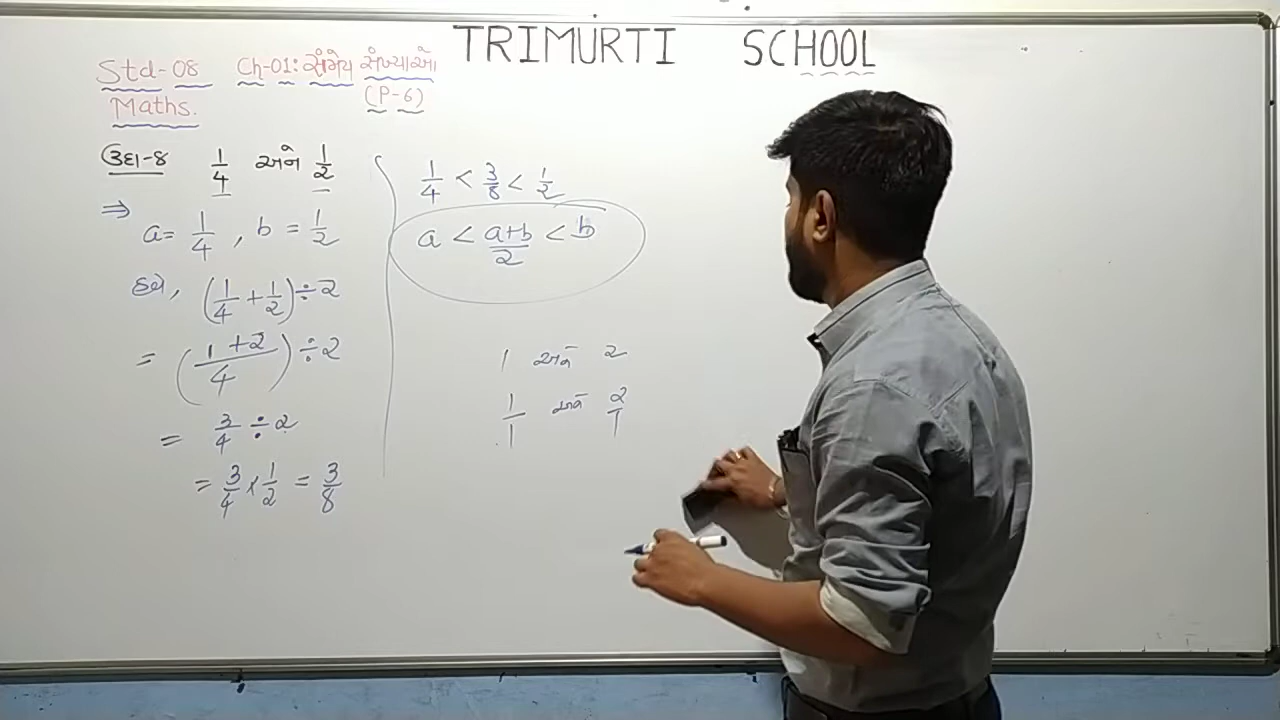 TRIMURTI SCHOOL
Std-08 Ch-01: સંમેય સંખ્યાઓ
Maths. (P-6)
ઉદા-8 1/4 અને 1/2
⇒ a = 1/4 , b = 1/2
હવે, (1/4 + 1/2) ÷ 2
= (1+2/4) ÷ 2
= 3/4 ÷ 2
= 3/4 × 1/2 = 3/8
1/4 < 3/8 < 1/2
a < a+b/2 < b
1 અને 2
1/1 અને 2/1